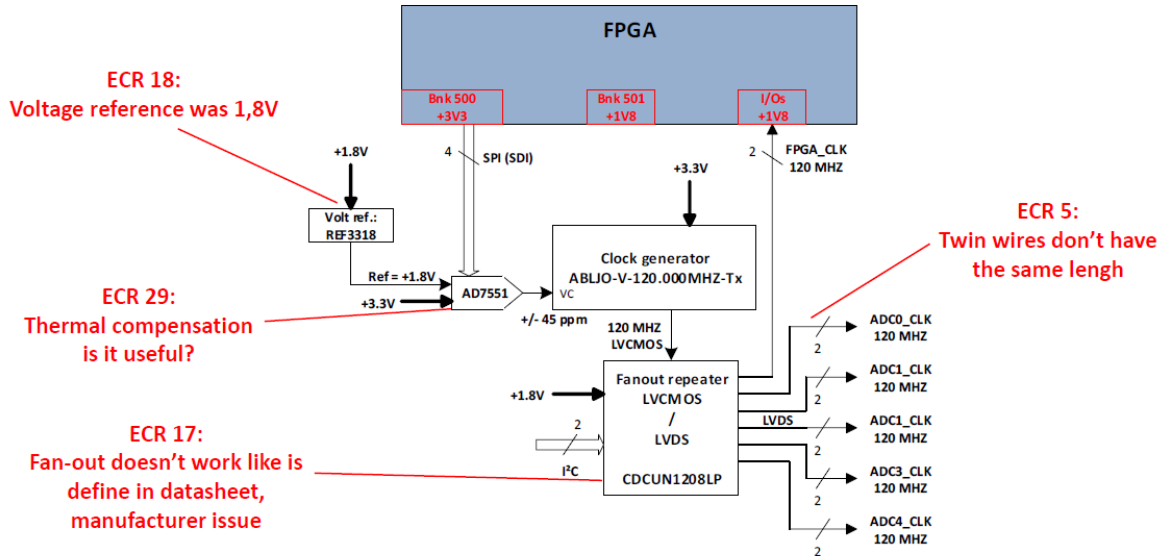 FPGA
ECR 18:
Voltage reference was 1,8V
Bnk 500
+3V3
Bnk 501
+1V8
I/Os
+1V8
4
SPI (SDI)
2
FPGA_CLK
120 MHZ
+1.8V
+3.3V
Volt ref.:
REF3318
ECR 5:
Twin wires don't have
the same lengh
Clock generator
ABLJO-V-120.000MHZ-Tx
VC
Ref = +1.8V
AD7551
+3.3V
+/- 45 ppm
ECR 29:
Thermal compensation
is it useful?
120 MHZ
LVCMOS
Fanout repeater
LVCMOS
/
LVDS
CDCUN1208LP
+1.8V
2
I²C
LVDS
2
ADC0_CLK
120 MHZ
2
ADC1_CLK
120 MHZ
2
ADC1_CLK
120 MHZ
2
ADC3_CLK
120 MHZ
2
ADC4_CLK
120 MHZ
ECR 17:
Fan-out doesn't work like is
define in datasheet,
manufacturer issue